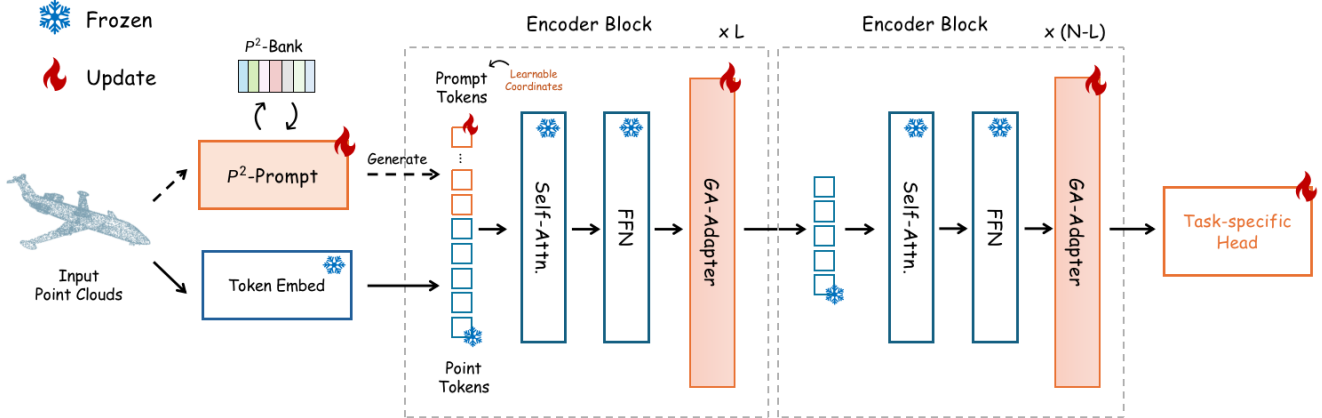 Frozen
Update
P²-Bank
P²-Prompt
Generate
Input
Point Clouds
Token Embed
Encoder Block
x L
Prompt
Tokens
Learnable
Coordinates
...
Point
Tokens
Self-Attn.
FFN
GA-Adapter
Encoder Block
x (N-L)
Self-Attn.
FFN
GA-Adapter
Task-specific
Head